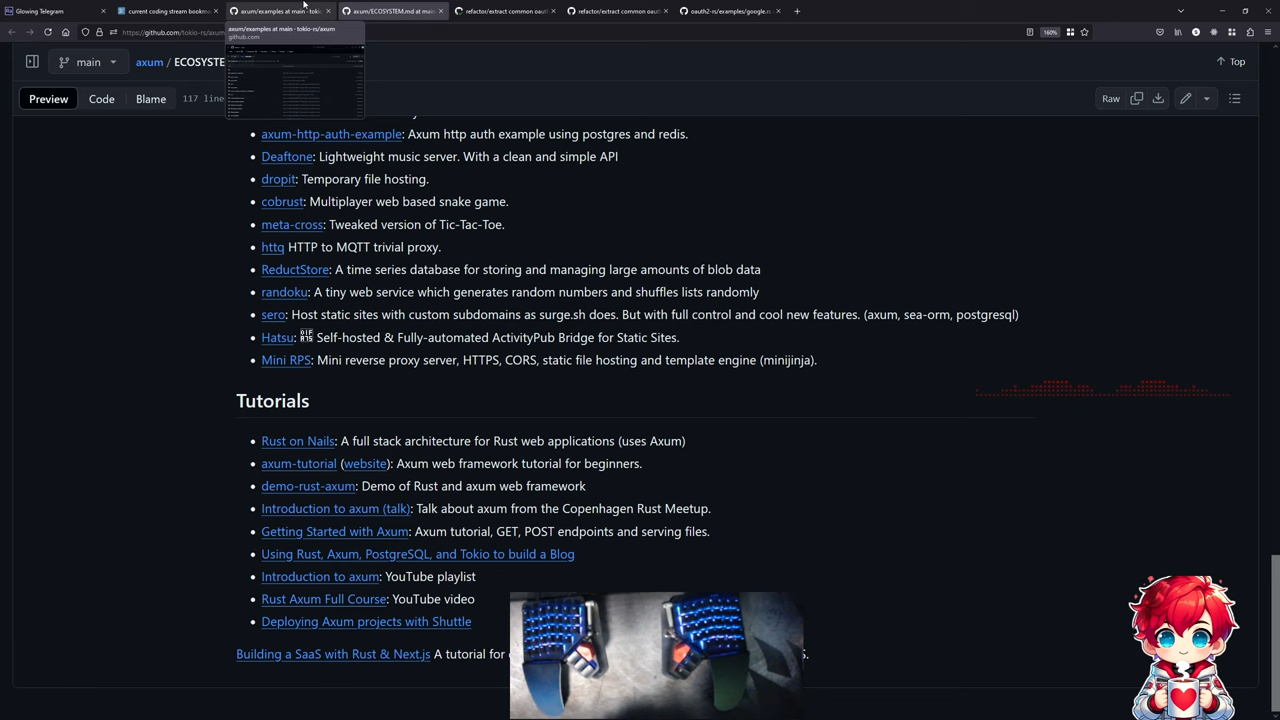 Glowing Telegram
current coding stream bookma
axum/examples at main · tokio
axum/ECOSYSTEM.md at main
refactor/extract common oaut
refactor/extract common oaut
oauth2-rs/examples/google.rs
https://github.com/tokio-rs/axum
160%
axum/examples at main · tokio-rs/axum
github.com
main
axum / ECOSYSTE
Top
Preview
Code
Blame
117 line
Raw
axum-http-auth-example: Axum http auth example using postgres and redis.
Deaftone: Lightweight music server. With a clean and simple API
dropit: Temporary file hosting.
cobrust: Multiplayer web based snake game.
meta-cross: Tweaked version of Tic-Tac-Toe.
httq HTTP to MQTT trivial proxy.
ReductStore: A time series database for storing and managing large amounts of blob data
randoku: A tiny web service which generates random numbers and shuffles lists randomly
sero: Host static sites with custom subdomains as surge.sh does. But with full control and cool new features. (axum, sea-orm, postgresql)
Hatsu: Self-hosted & Fully-automated ActivityPub Bridge for Static Sites.
Mini RPS: Mini reverse proxy server, HTTPS, CORS, static file hosting and template engine (minijinja).
Tutorials
Rust on Nails: A full stack architecture for Rust web applications (uses Axum)
axum-tutorial (website): Axum web framework tutorial for beginners.
demo-rust-axum: Demo of Rust and axum web framework
Introduction to axum (talk): Talk about axum from the Copenhagen Rust Meetup.
Getting Started with Axum: Axum tutorial, GET, POST endpoints and serving files.
Using Rust, Axum, PostgreSQL, and Tokio to build a Blog
Introduction to axum: YouTube playlist
Rust Axum Full Course: YouTube video
Deploying Axum projects with Shuttle
Building a SaaS with Rust & Next.js A tutorial for